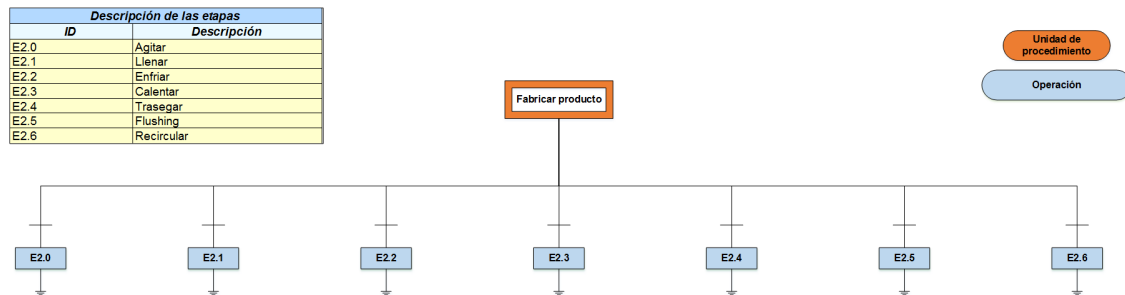 Descripción de las etapas
ID Descripción
E2.0 Agitar
E2.1 Llenar
E2.2 Enfriar
E2.3 Calentar
E2.4 Trasegar
E2.5 Flushing
E2.6 Recircular
Unidad de
procedimiento
Operación
Fabricar producto
E2.0 E2.1 E2.2 E2.3 E2.4 E2.5 E2.6